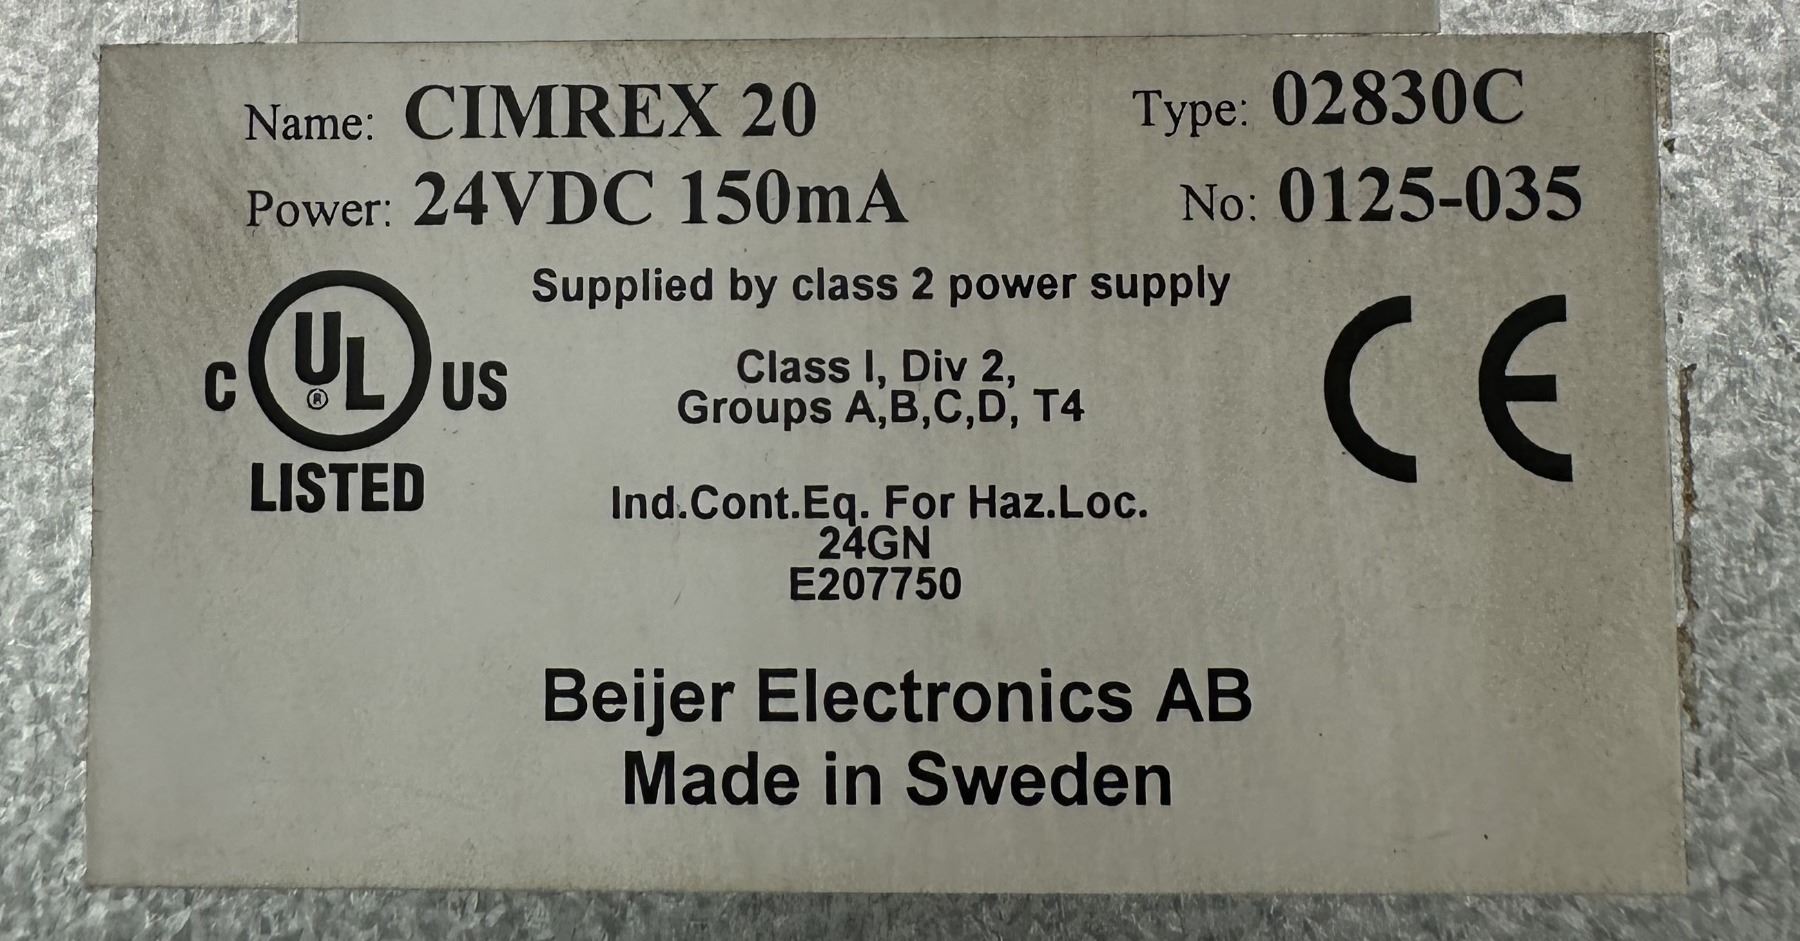 Name: CIMREX 20 Type: 02830C
Power: 24VDC 150mA No: 0125-035
Supplied by class 2 power supply
C UL ® US
LISTED
Class I, Div 2,
Groups A,B,C,D, T4
CE
Ind.Cont.Eq. For Haz.Loc.
24GN
E207750
Beijer Electronics AB
Made in Sweden